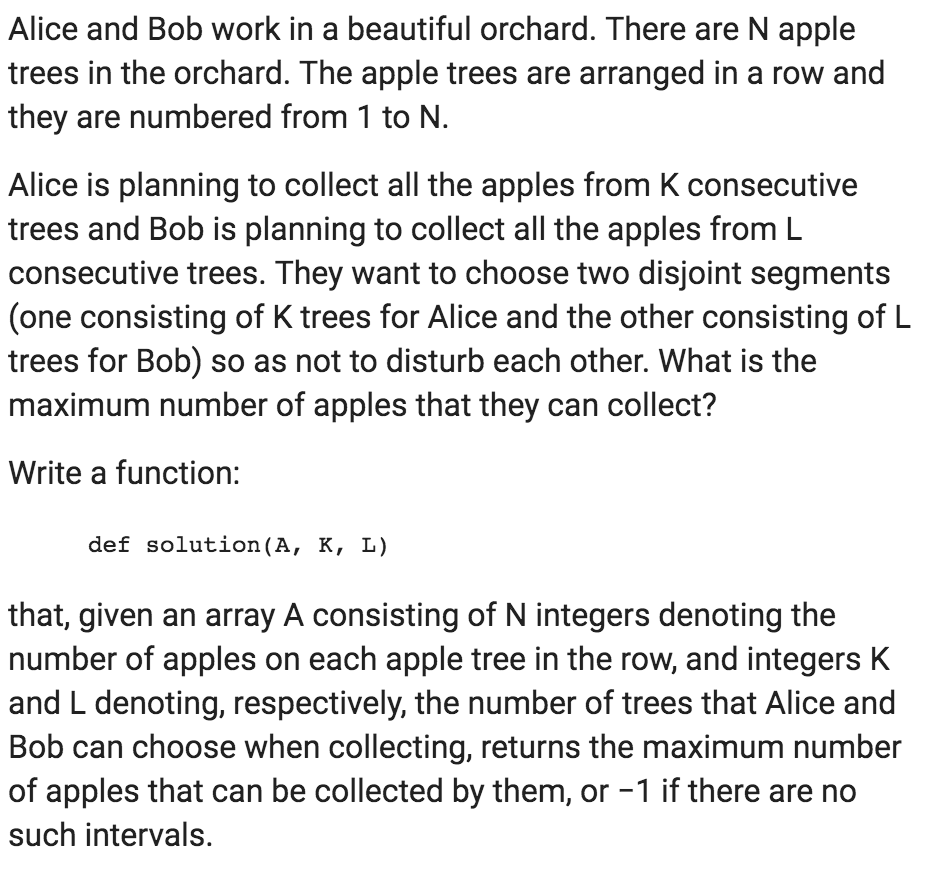 Alice and Bob work in a beautiful orchard. There are N apple
trees in the orchard. The apple trees are arranged in a row and
they are numbered from 1 to N.
Alice is planning to collect all the apples from K consecutive
trees and Bob is planning to collect all the apples from L
consecutive trees. They want to choose two disjoint segments
(one consisting of K trees for Alice and the other consisting of L
trees for Bob) so as not to disturb each other. What is the
maximum number of apples that they can collect?
Write a function:
def solution(A, K, L)
that, given an array A consisting of N integers denoting the
number of apples on each apple tree in the row, and integers K
and L denoting, respectively, the number of trees that Alice and
Bob can choose when collecting, returns the maximum number
of apples that can be collected by them, or −1 if there are no
such intervals.